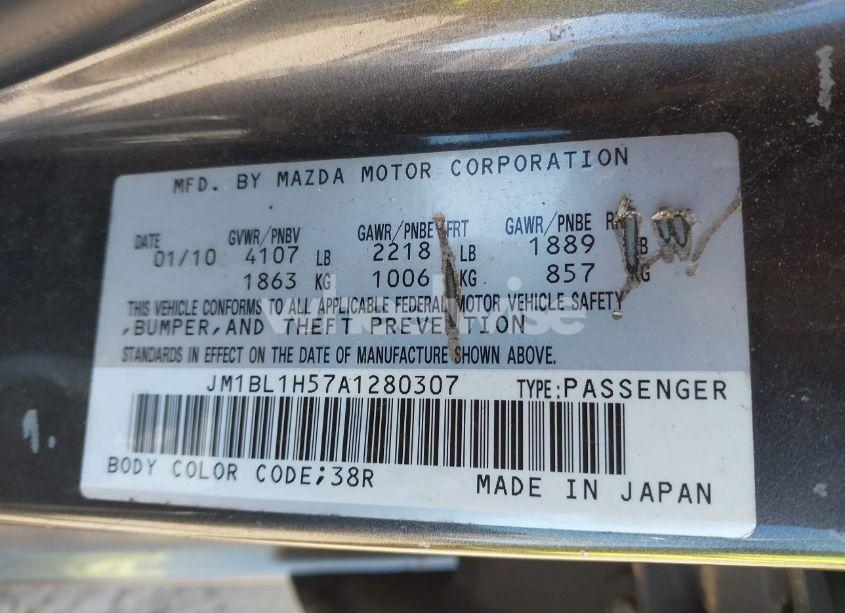 MFD. BY MAZDA MOTOR CORPORATION
DATE GVWR/PNBV GAWR/PNBE FRT GAWR/PNBE
01/10 4107 LB 2218 LB 1889 LB
1863 KG 1006 KG 857 KG
THIS VEHICLE CONFORMS TO ALL APPLICABLE FEDERAL MOTOR VEHICLE SAFETY
,BUMPER,AND THEFT PREVENTION
STANDARDS IN EFFECT ON THE DATE OF MANUFACTURE SHOWN ABOVE.
JM1BL1H57A1280307 TYPE:PASSENGER
BODY COLOR CODE;38R MADE IN JAPAN